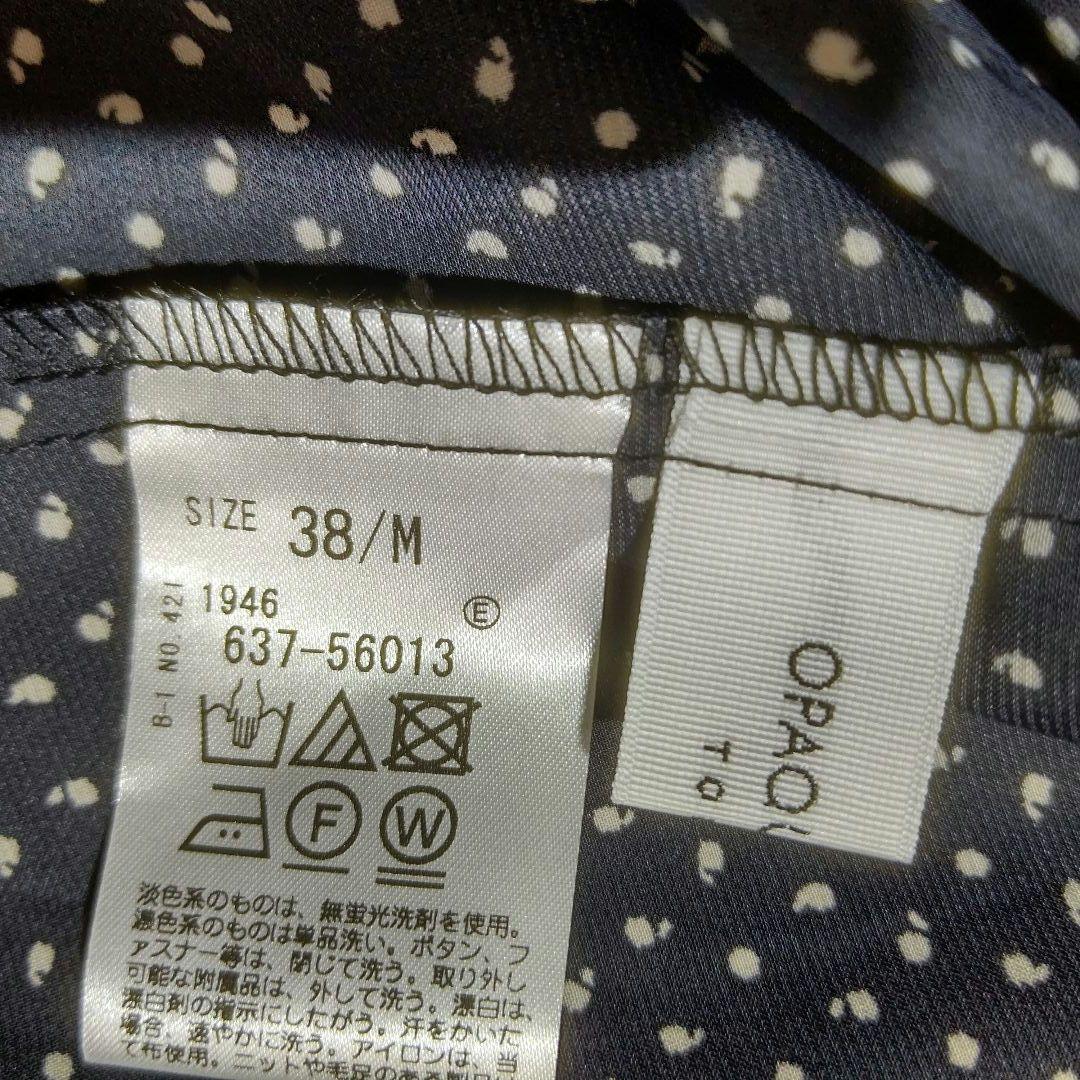 SIZE 38/M
B-1 NO.421
1946
E
637-56013
F W
淡色系のものは、無蛍光洗剤を使用。
濃色系のものは単品洗い。ボタン、フ
ァスナー等は、閉じて洗う。取り外し
可能な附属品は、外して洗う。漂白は、
漂白剤の指示にしたがう。汗をかいた
場合、速やかに洗う。アイロンは、当
て布使用。ニットや毛足のある製品
OPAQ
TO